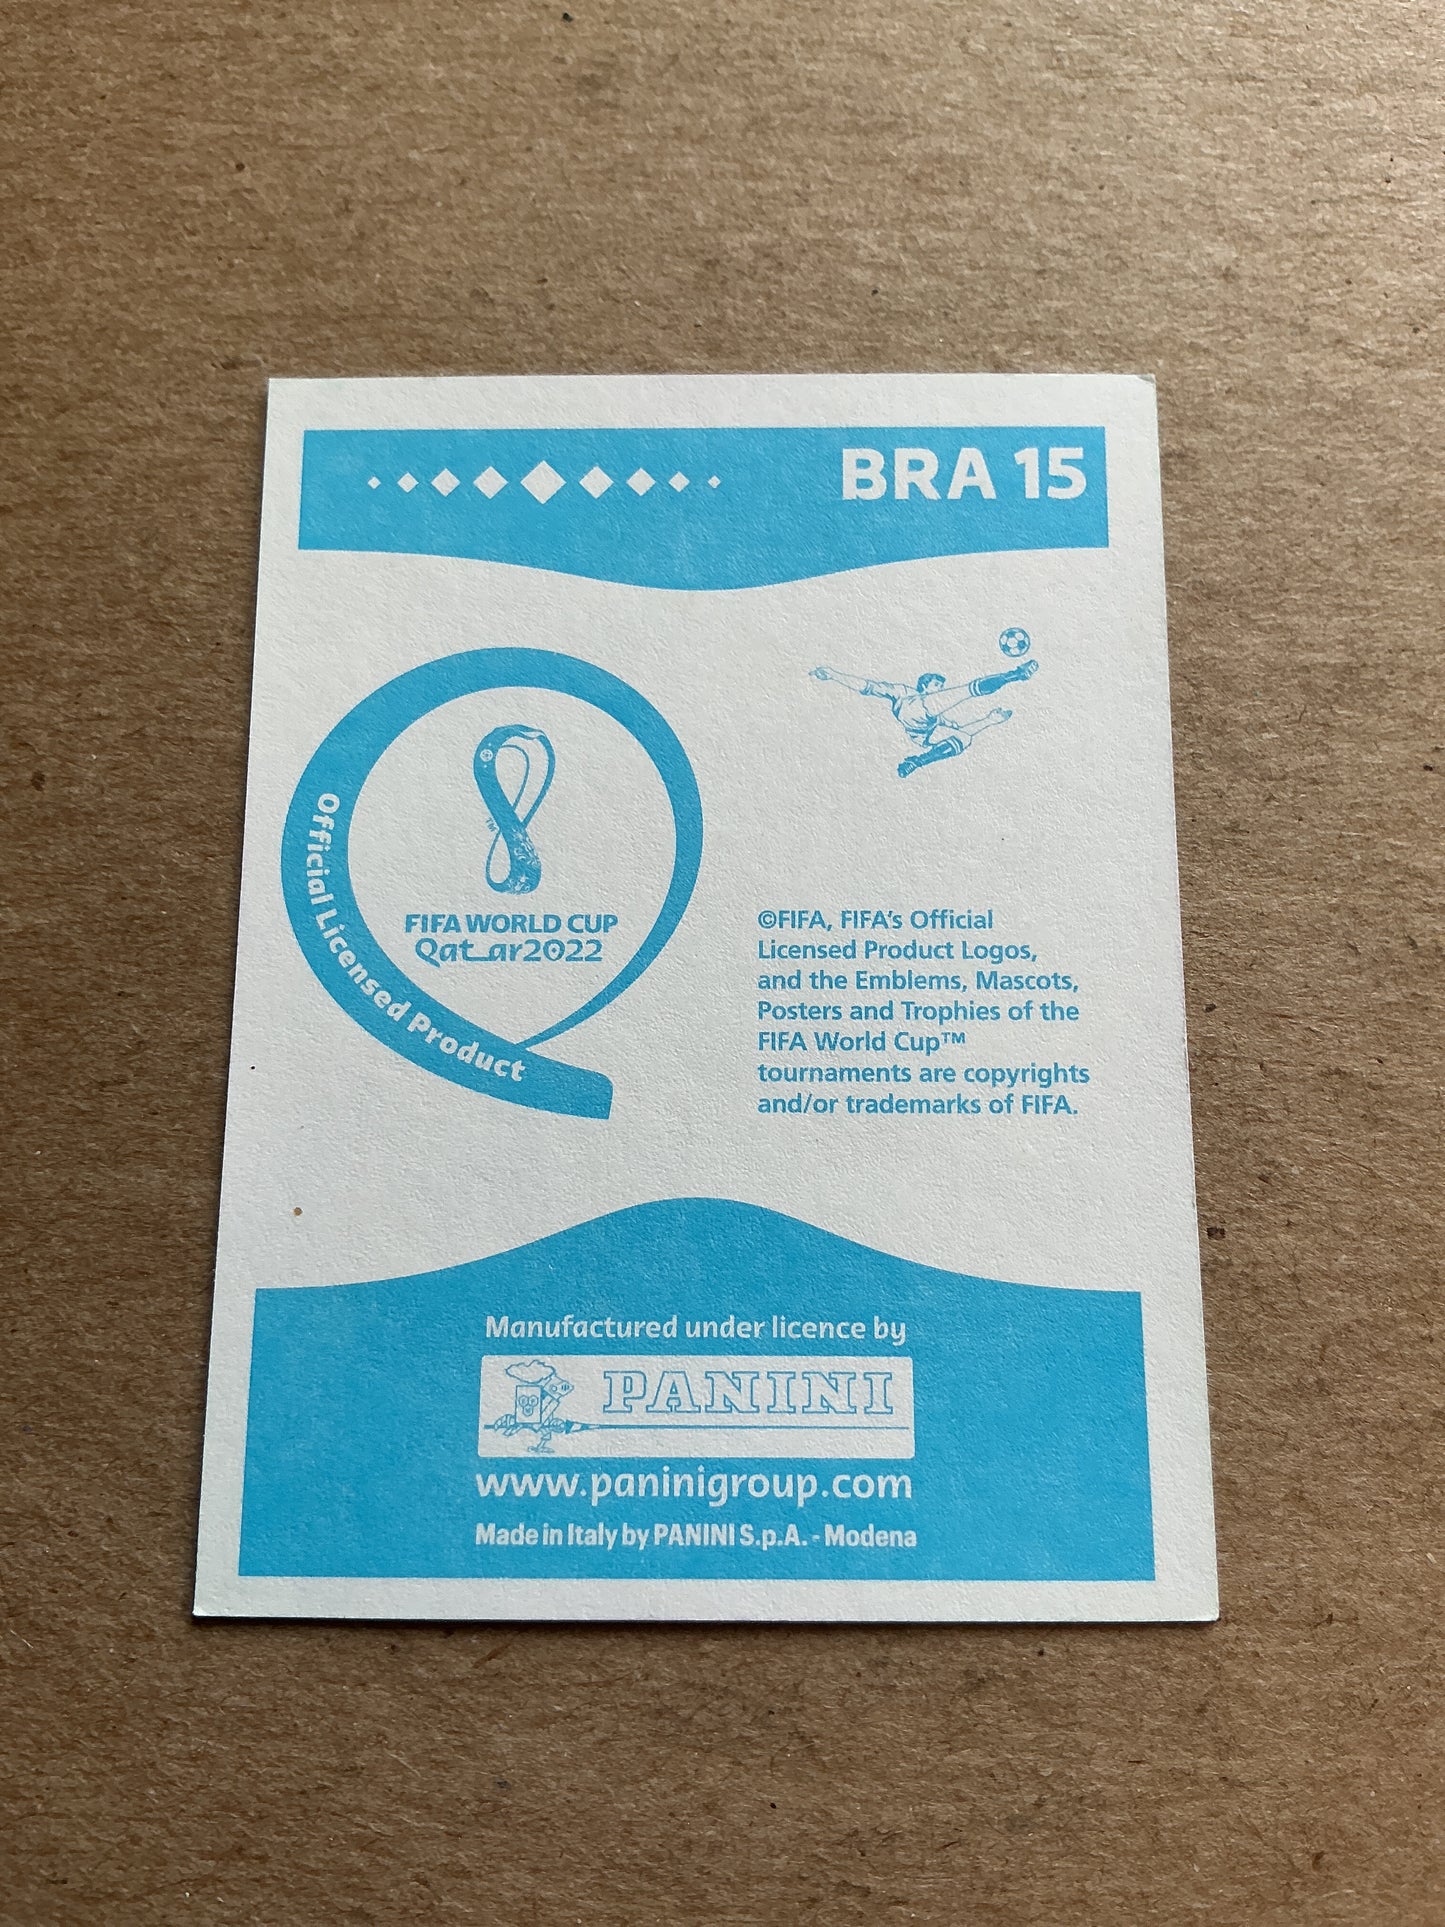 BRA 15
Official Licensed Product
TM
FIFA WORLD CUP
Qatar2022
©FIFA, FIFA's Official
Licensed Product Logos,
and the Emblems, Mascots,
Posters and Trophies of the
FIFA World Cup™
tournaments are copyrights
and/or trademarks of FIFA.
Manufactured under licence by
PANINI
www.paninigroup.com
Made in Italy by PANINI S.p.A. - Modena